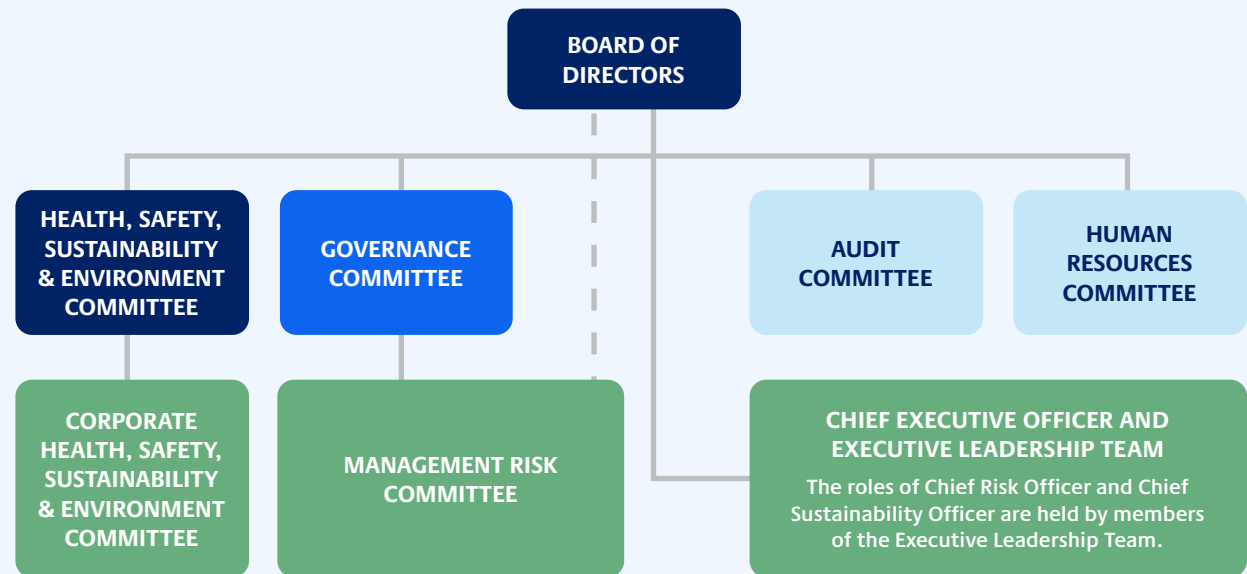 BOARD OF
DIRECTORS
HEALTH, SAFETY,
SUSTAINABILITY
& ENVIRONMENT
COMMITTEE
GOVERNANCE
COMMITTEE
AUDIT
COMMITTEE
HUMAN
RESOURCES
COMMITTEE
CORPORATE
HEALTH, SAFETY,
SUSTAINABILITY
& ENVIRONMENT
COMMITTEE
MANAGEMENT RISK
COMMITTEE
CHIEF EXECUTIVE OFFICER AND
EXECUTIVE LEADERSHIP TEAM
The roles of Chief Risk Officer and Chief
Sustainability Officer are held by members
of the Executive Leadership Team.